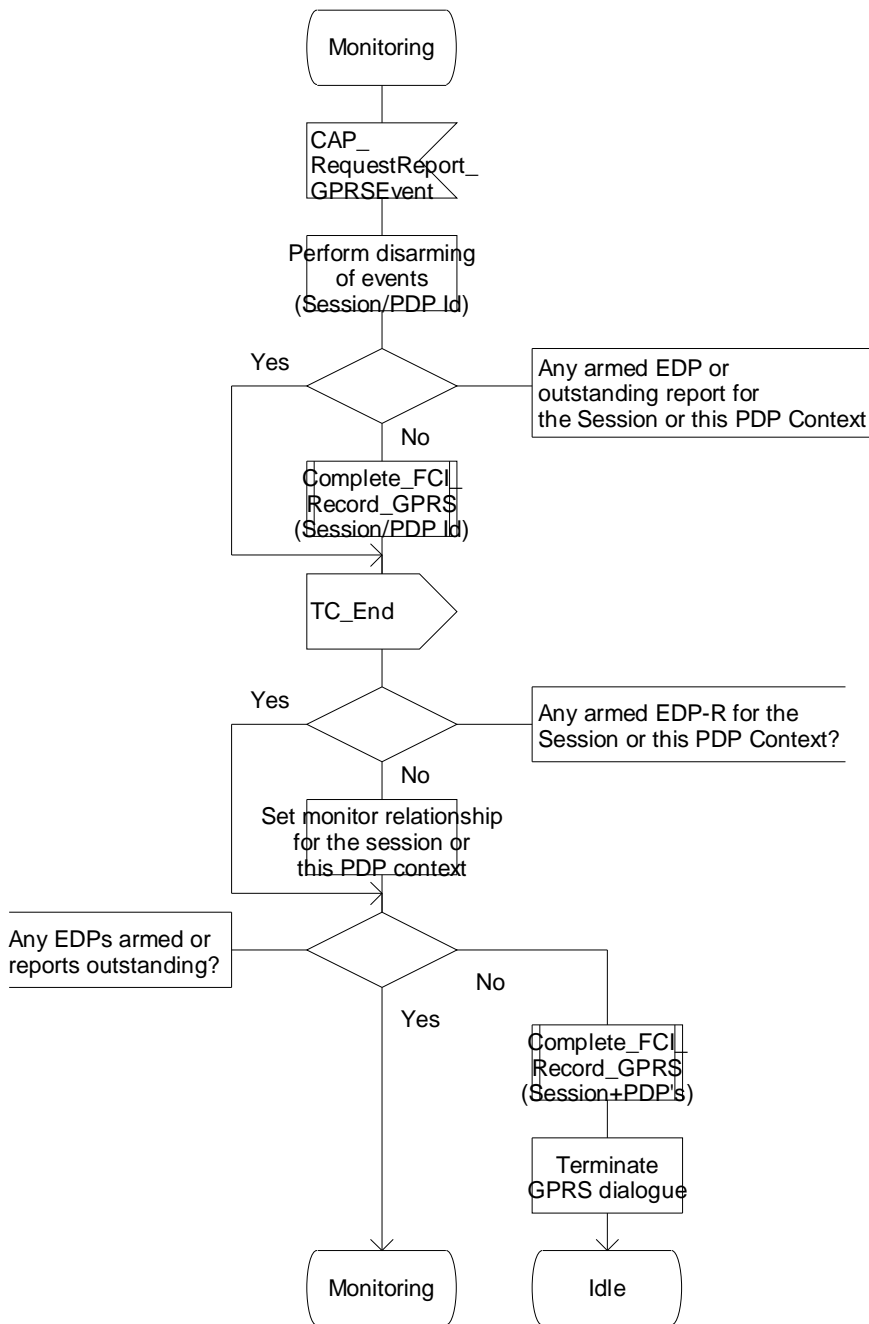 Monitoring
CAP_
RequestReport_
GPRSEvent
Perform disarming
of events
(Session/PDP Id)
Yes
Any armed EDP or
outstanding report for
the Session or this PDP Context
No
Complete_FCI_
Record_GPRS
(Session/PDP Id)
TC_End
Yes
Any armed EDP-R for the
Session or this PDP Context?
No
Set monitor relationship
for the session or
this PDP context
Any EDPs armed or
reports outstanding?
No
Yes
Complete_FCI_
Record_GPRS
(Session+PDP's)
Terminate
GPRS dialogue
Monitoring
Idle